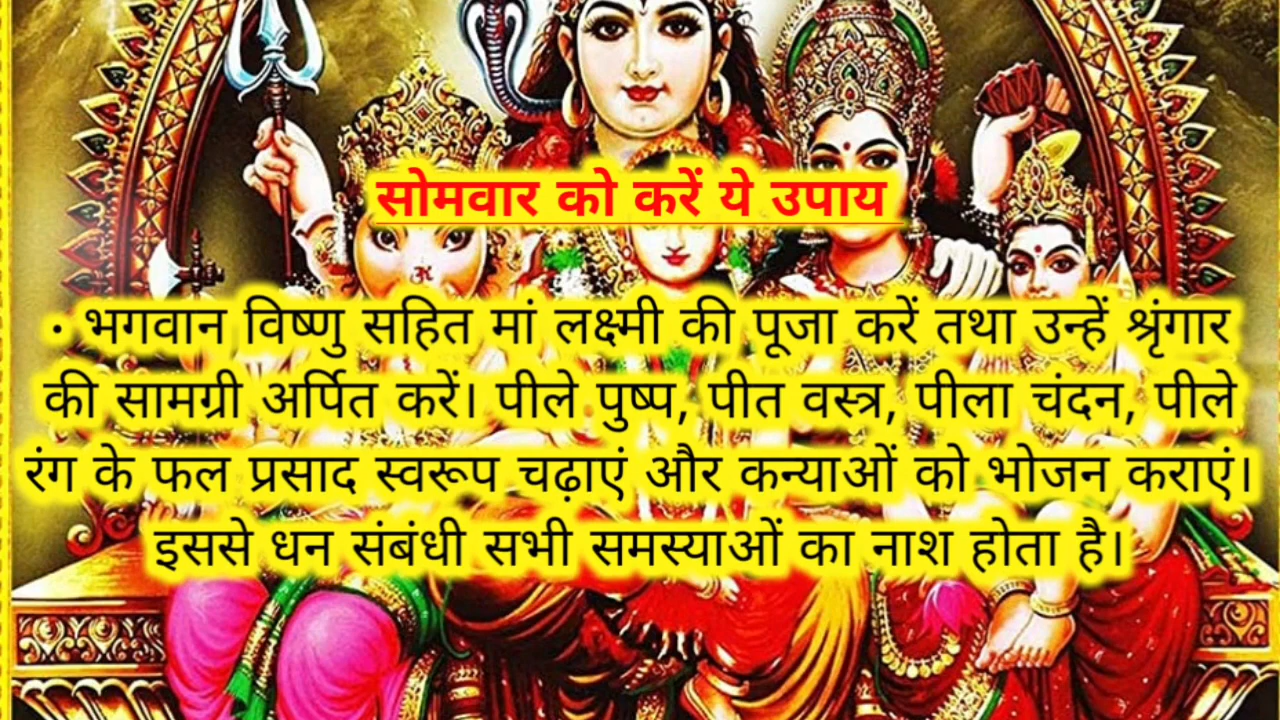 सोमवार को करें ये उपाय
· भगवान विष्णु सहित मां लक्ष्मी की पूजा करें तथा उन्हें श्रृंगार
की सामग्री अर्पित करें। पीले पुष्प, पीत वस्त्र, पीला चंदन, पीले
रंग के फल प्रसाद स्वरूप चढ़ाएं और कन्याओं को भोजन कराएं।
इससे धन संबंधी सभी समस्याओं का नाश होता है।